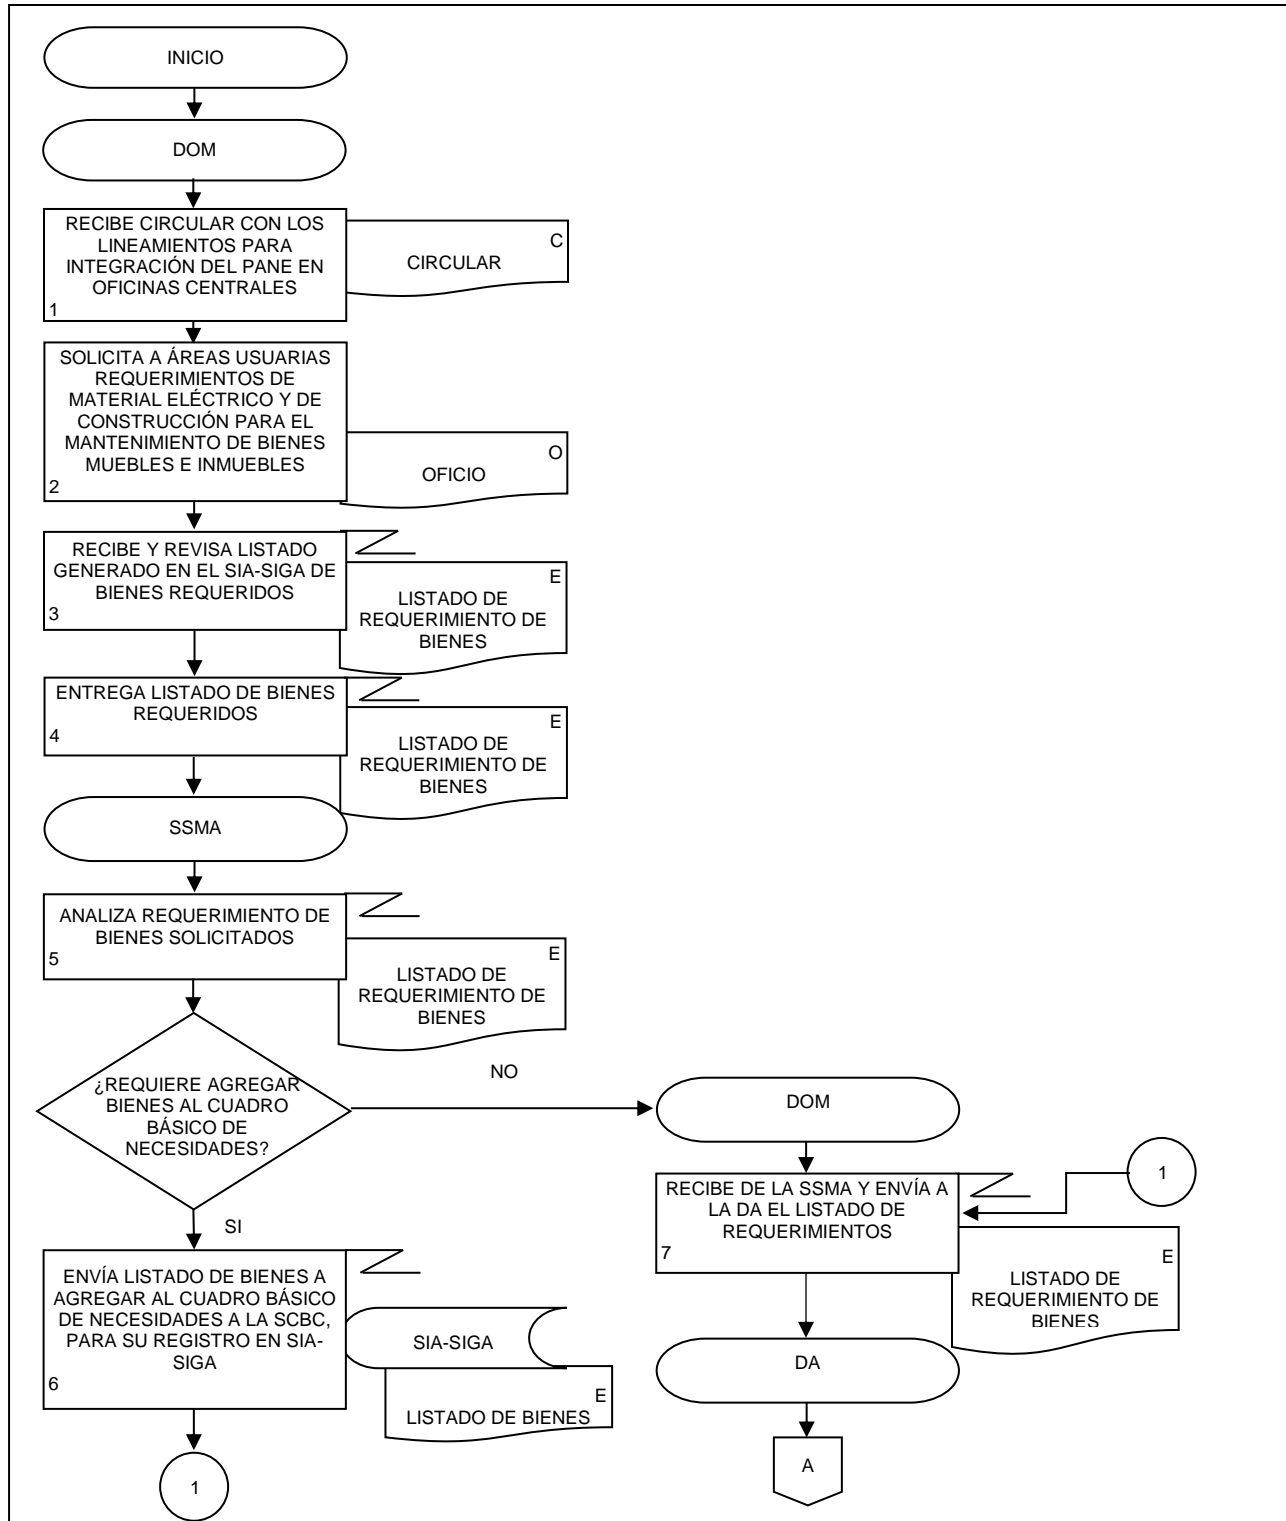 INICIO
DOM
RECIBE CIRCULAR CON LOS
LINEAMIENTOS PARA
INTEGRACIÓN DEL PANE EN
OFICINAS CENTRALES
1
C
CIRCULAR
SOLICITA A ÁREAS USUARIAS
REQUERIMIENTOS DE
MATERIAL ELÉCTRICO Y DE
CONSTRUCCIÓN PARA EL
MANTENIMIENTO DE BIENES
MUEBLES E INMUEBLES
2
O
OFICIO
RECIBE Y REVISA LISTADO
GENERADO EN EL SIA-SIGA DE
BIENES REQUERIDOS
3
E
LISTADO DE
REQUERIMIENTO DE
BIENES
ENTREGA LISTADO DE BIENES
REQUERIDOS
4
E
LISTADO DE
REQUERIMIENTO DE
BIENES
SSMA
ANALIZA REQUERIMIENTO DE
BIENES SOLICITADOS
5
E
LISTADO DE
REQUERIMIENTO DE
BIENES
¿REQUIERE AGREGAR
BIENES AL CUADRO
BÁSICO DE
NECESIDADES?
NO
SI
ENVÍA LISTADO DE BIENES A
AGREGAR AL CUADRO BÁSICO
DE NECESIDADES A LA SCBC,
PARA SU REGISTRO EN SIA-
SIGA
6
SIA-SIGA
E
LISTADO DE BIENES
1
DOM
RECIBE DE LA SSMA Y ENVÍA A
LA DA EL LISTADO DE
REQUERIMIENTOS
7
1
E
LISTADO DE
REQUERIMIENTO DE
BIENES
DA
A